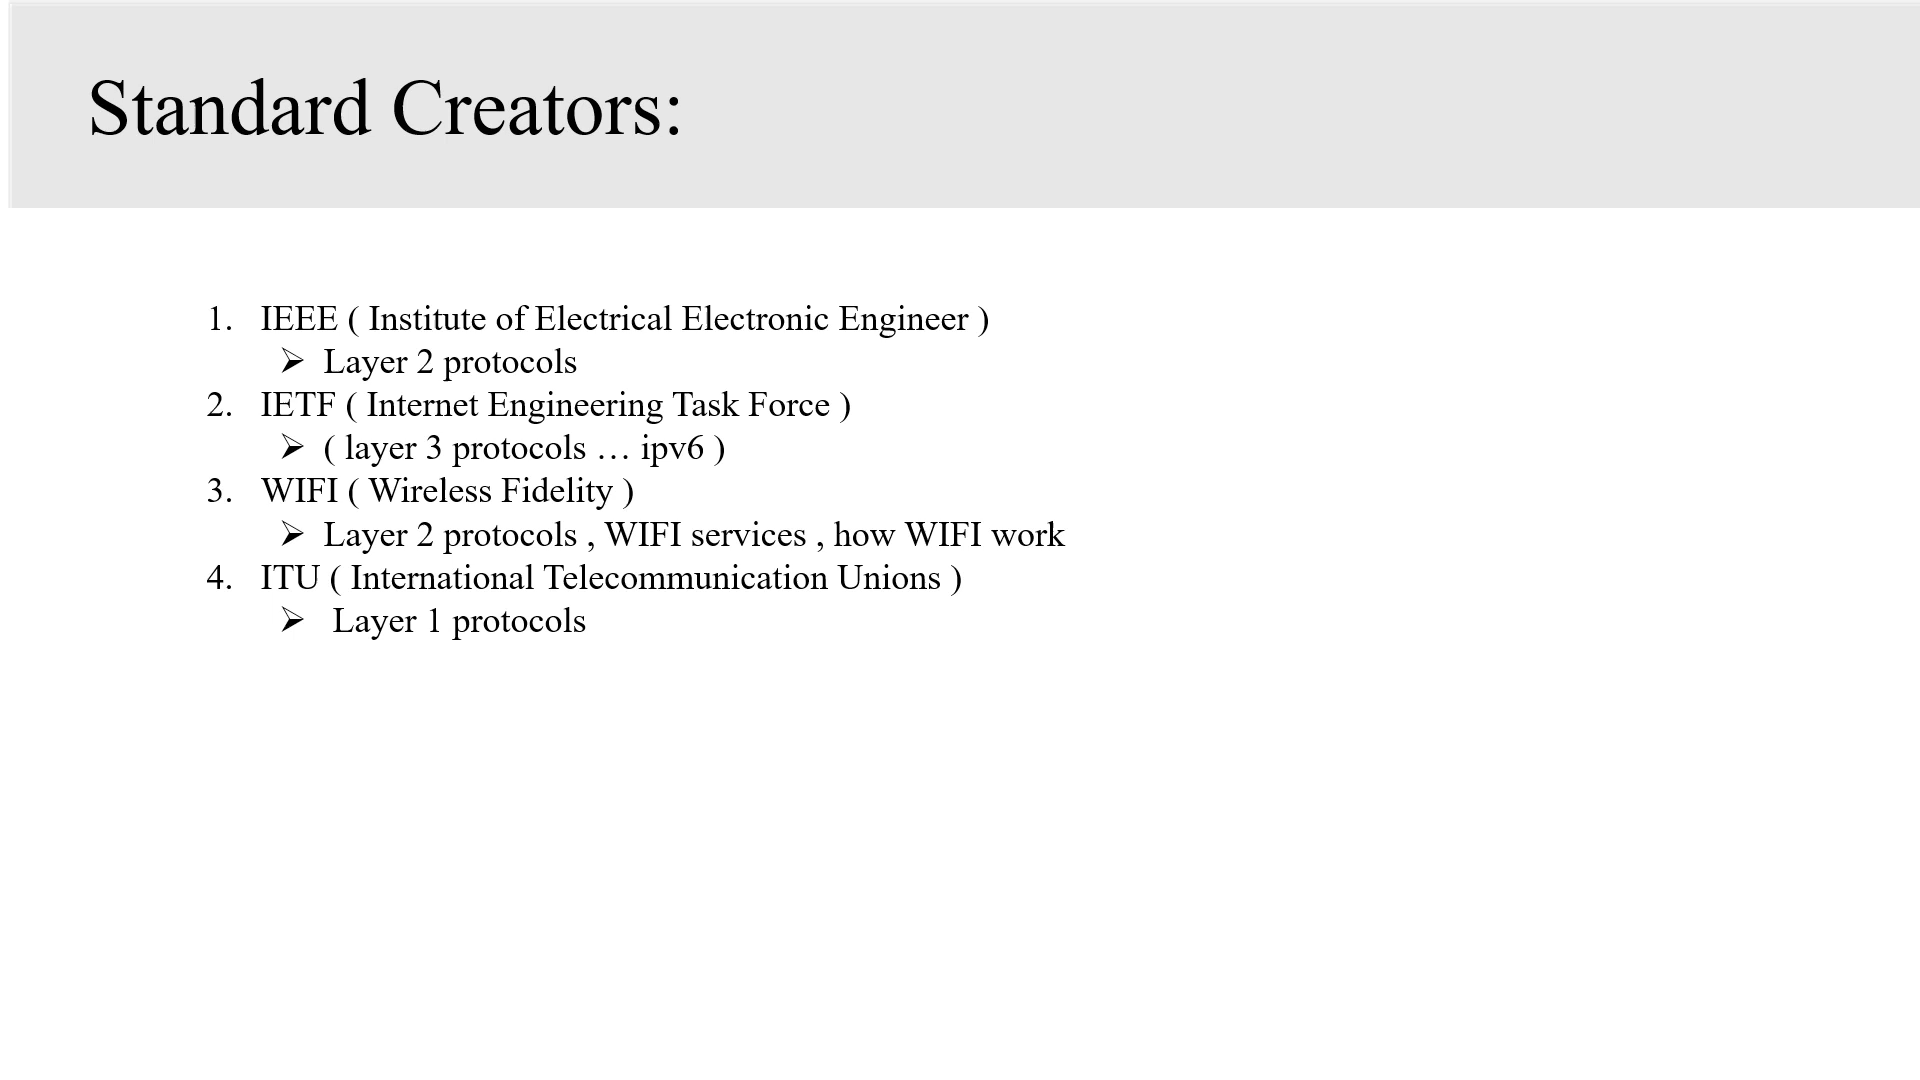 Standard Creators:
1. IEEE ( Institute of Electrical Electronic Engineer )
➢ Layer 2 protocols
2. IETF ( Internet Engineering Task Force )
➢ ( layer 3 protocols … ipv6 )
3. WIFI ( Wireless Fidelity )
➢ Layer 2 protocols , WIFI services , how WIFI work
4. ITU ( International Telecommunication Unions )
➢ Layer 1 protocols